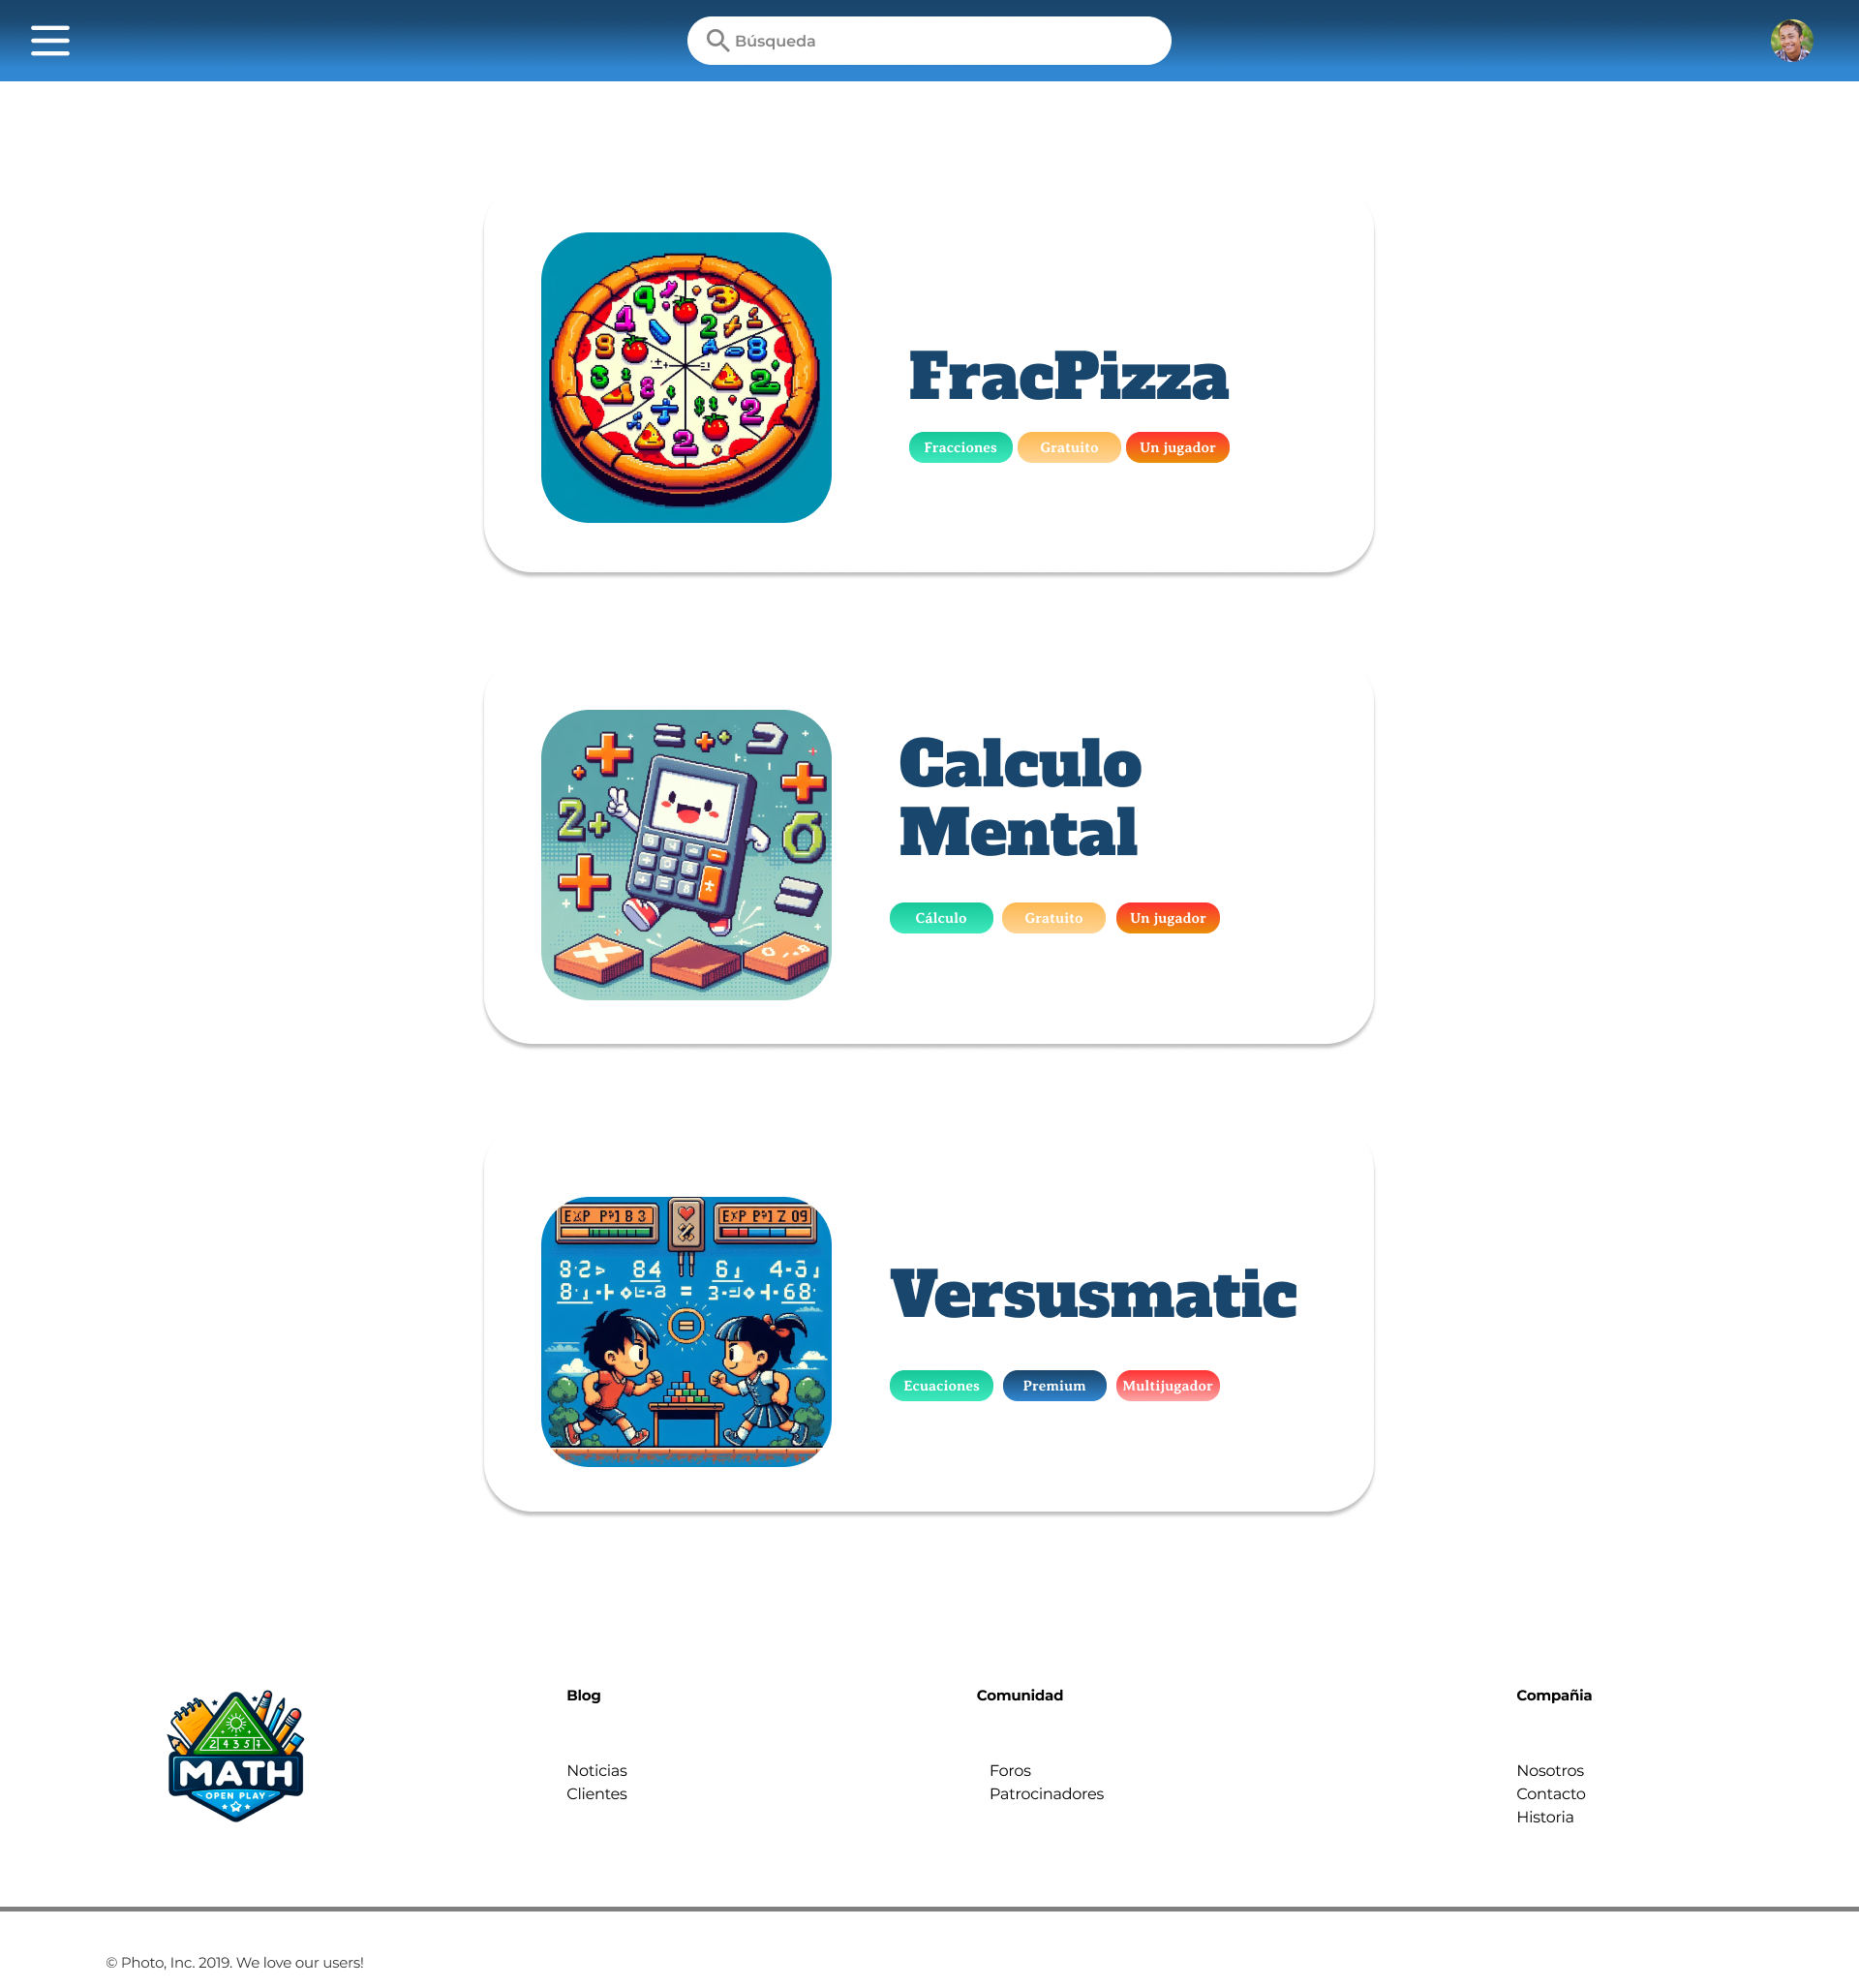 Búsqueda
FracPizza
Fracciones
Gratuito
Un jugador
Calculo
Mental
Cálculo
Gratuito
Un jugador
Versusmatic
Ecuaciones
Premium
Multijugador
MATH
OPEN PLAY
Blog
Noticias
Clientes
Comunidad
Foros
Patrocinadores
Compañia
Nosotros
Contacto
Historia
© Photo, Inc. 2019. We love our users!